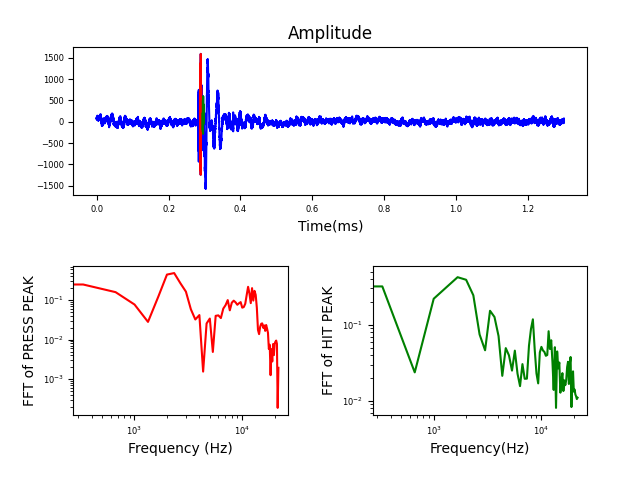 Amplitude
1500
1000
500
0
−500
−1000
−1500
0.0 0.2 0.4 0.6 0.8 1.0 1.2
Time(ms)
FFT of PRESS PEAK
10⁻¹
10⁻²
10⁻³
10³ 10⁴
Frequency (Hz)
FFT of HIT PEAK
10⁻¹
10⁻²
10³ 10⁴
Frequency(Hz)